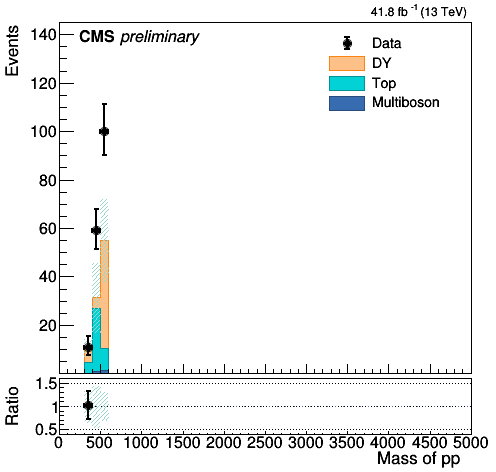 41.8 fb⁻¹ (13 TeV)
CMS preliminary
Data
DY
Top
Multiboson
Events
140
120
100
80
60
40
20
Ratio
1.5
1
0.5
0 500 1000 1500 2000 2500 3000 3500 4000 4500 5000
Mass of pp